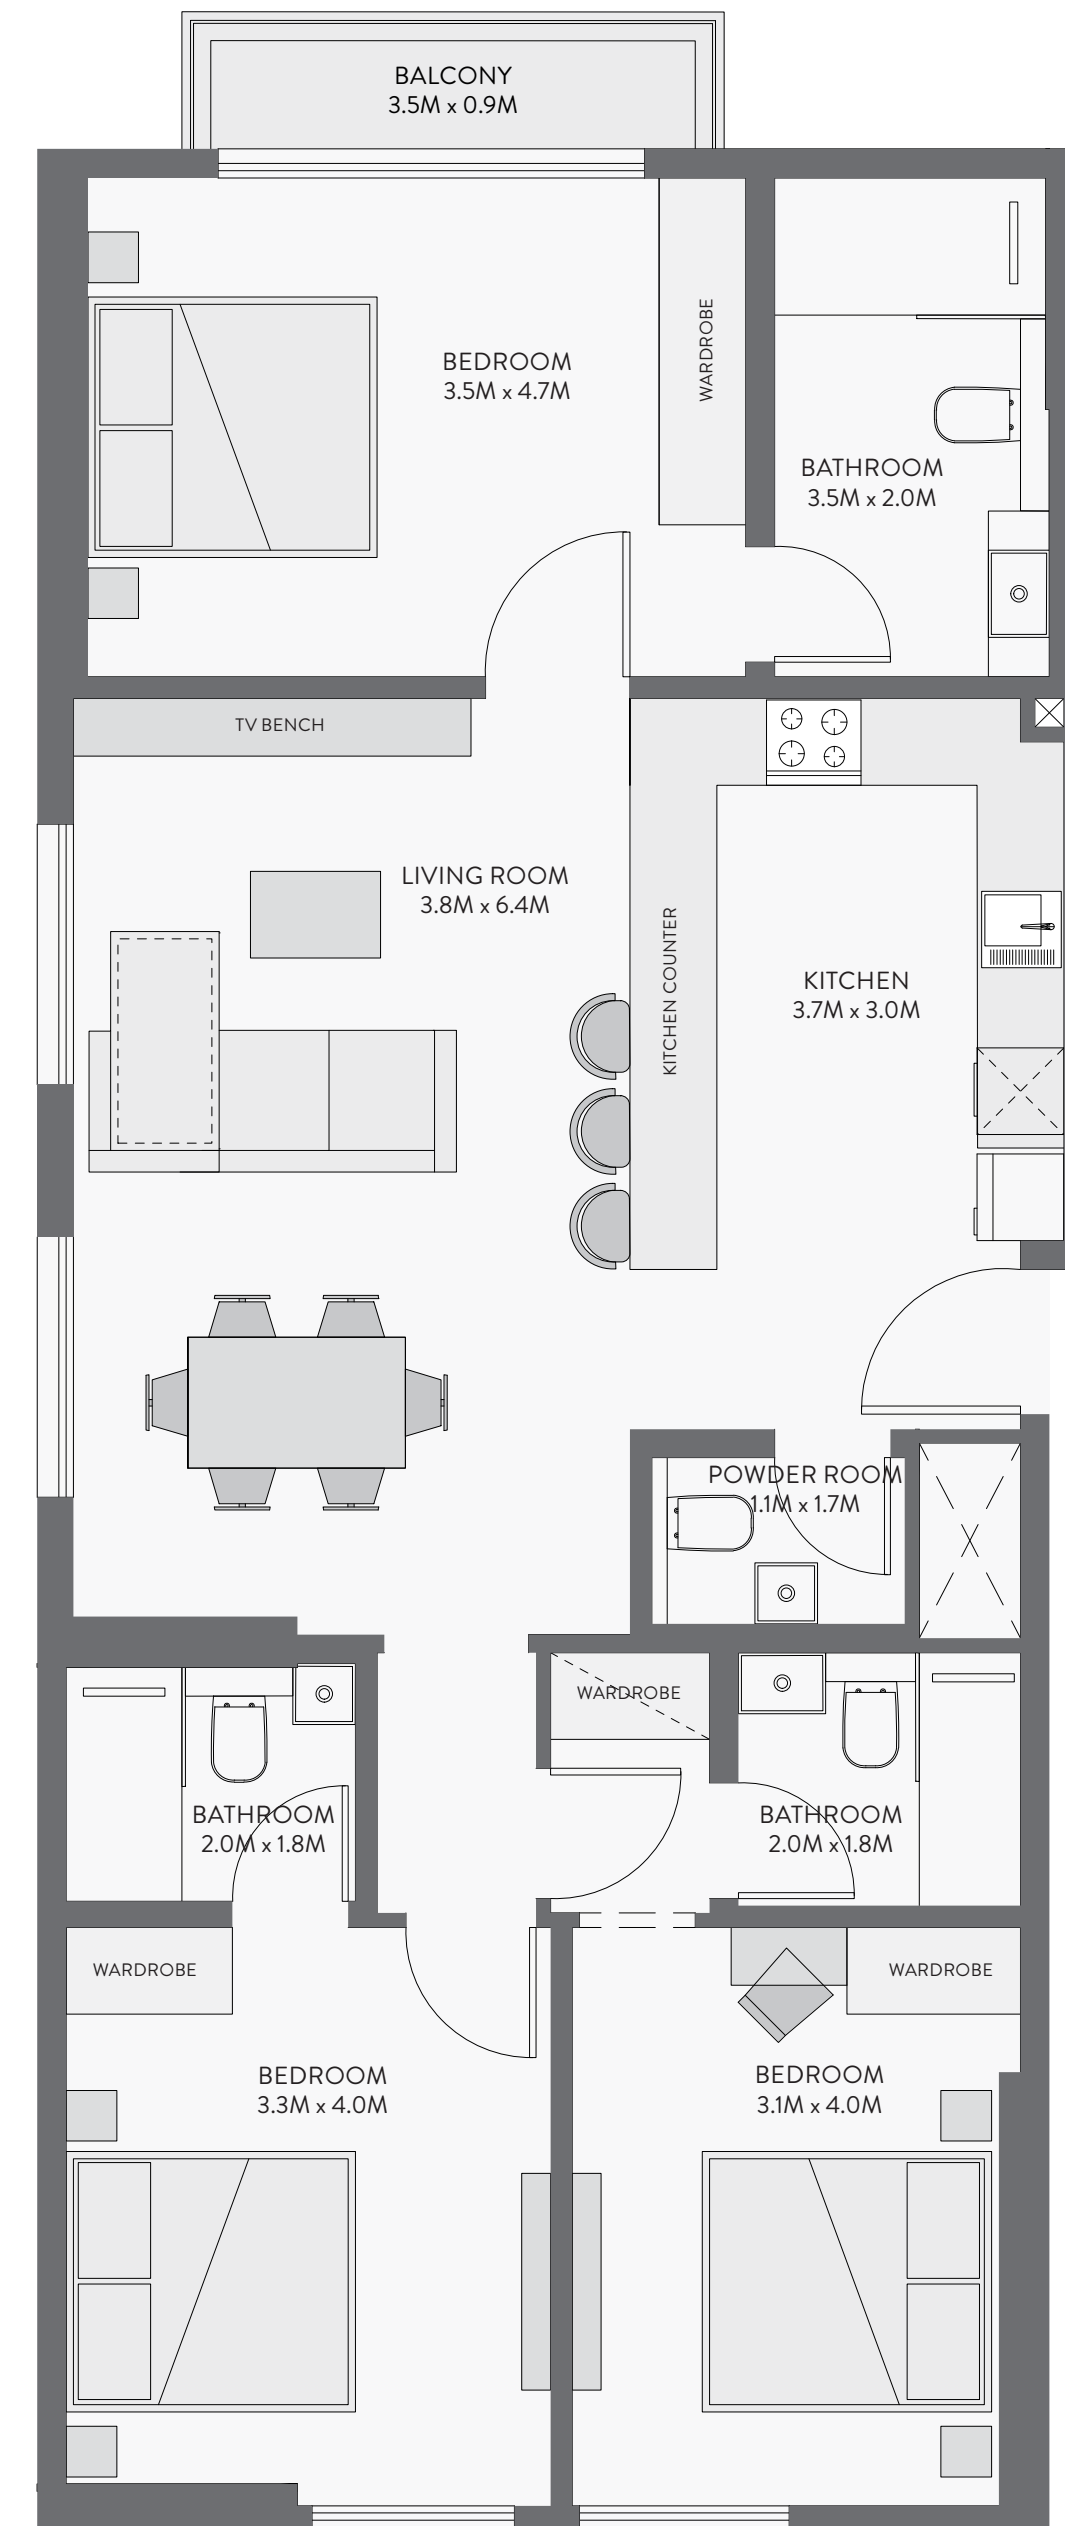 BALCONY
3.5M x 0.9M
BEDROOM
3.5M x 4.7M
WARDROBE
BATHROOM
3.5M x 2.0M
TV BENCH
LIVING ROOM
3.8M x 6.4M
KITCHEN COUNTER
KITCHEN
3.7M x 3.0M
POWDER ROOM
1.1M x 1.7M
WARDROBE
BATHROOM
2.0M x 1.8M
BATHROOM
2.0M x 1.8M
WARDROBE
WARDROBE
BEDROOM
3.3M x 4.0M
BEDROOM
3.1M x 4.0M